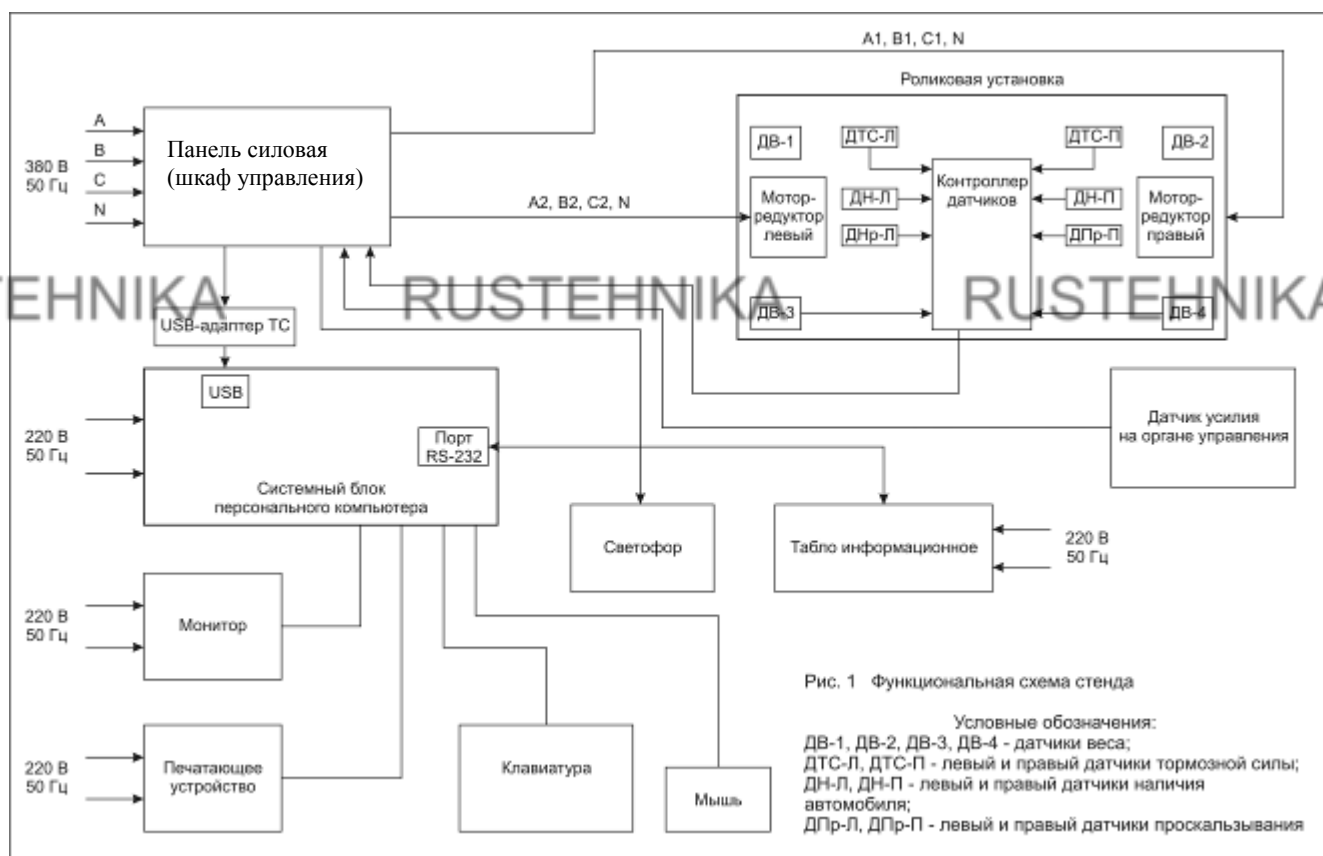 A1, B1, C1, N
Роликовая установка
A
B
C
N
380 В
50 Гц
Панель силовая
(шкаф управления)
A2, B2, C2, N
ДВ-1
ДТС-Л
ДТС-П
ДВ-2
Мотор-
редуктор
левый
ДН-Л
ДНр-Л
Контроллер
датчиков
ДН-П
ДПр-П
Мотор-
редуктор
правый
ДВ-3
ДВ-4
TEHNIKA
RUSTEHNIKA
RUSTEHNIKA
USB-адаптер ТС
USB
220 В
50 Гц
Порт
RS-232
Системный блок
персонального компьютера
Датчик усилия
на органе управления
Светофор
Табло информационное
220 В
50 Гц
220 В
50 Гц
Монитор
220 В
50 Гц
Печатающее
устройство
Клавиатура
Мышь
Рис. 1 Функциональная схема стенда
Условные обозначения:
ДВ-1, ДВ-2, ДВ-3, ДВ-4 - датчики веса;
ДТС-Л, ДТС-П - левый и правый датчики тормозной силы;
ДН-Л, ДН-П - левый и правый датчики наличия
автомобиля;
ДПр-Л, ДПр-П - левый и правый датчики проскальзывания